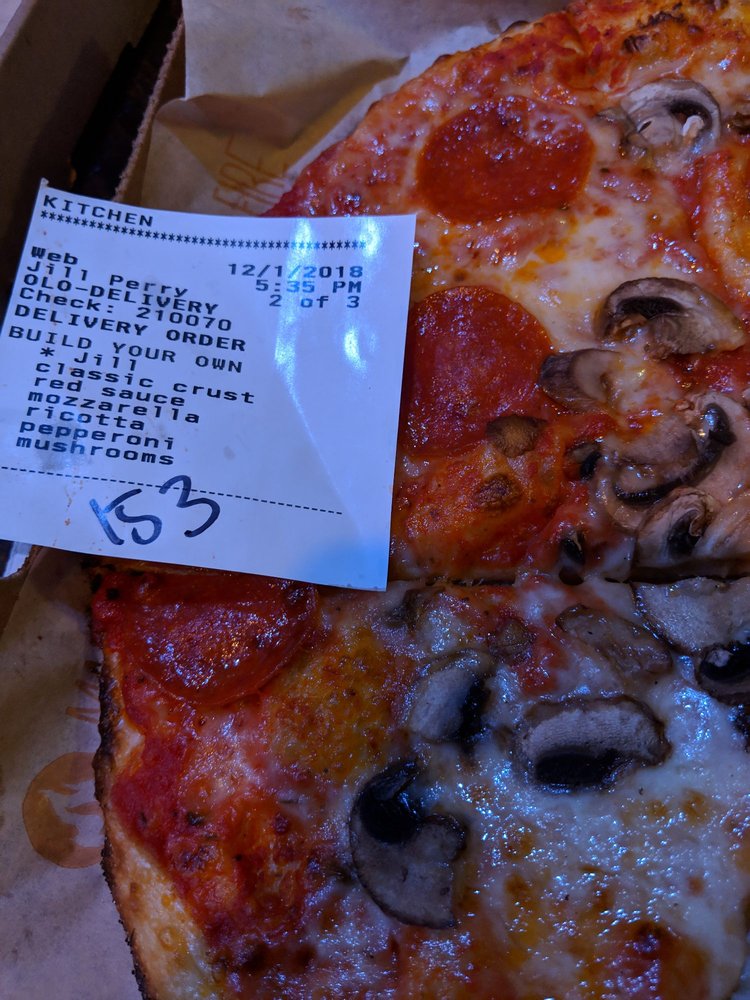 KITCHEN
******************************************
Web 12/1/2018
Jill Perry 5:35 PM
OLO-DELIVERY 2 of 3
Check: 210070
DELIVERY ORDER
BUILD YOUR OWN
* Jill
classic crust
red sauce
mozzarella
ricotta
pepperoni
mushrooms